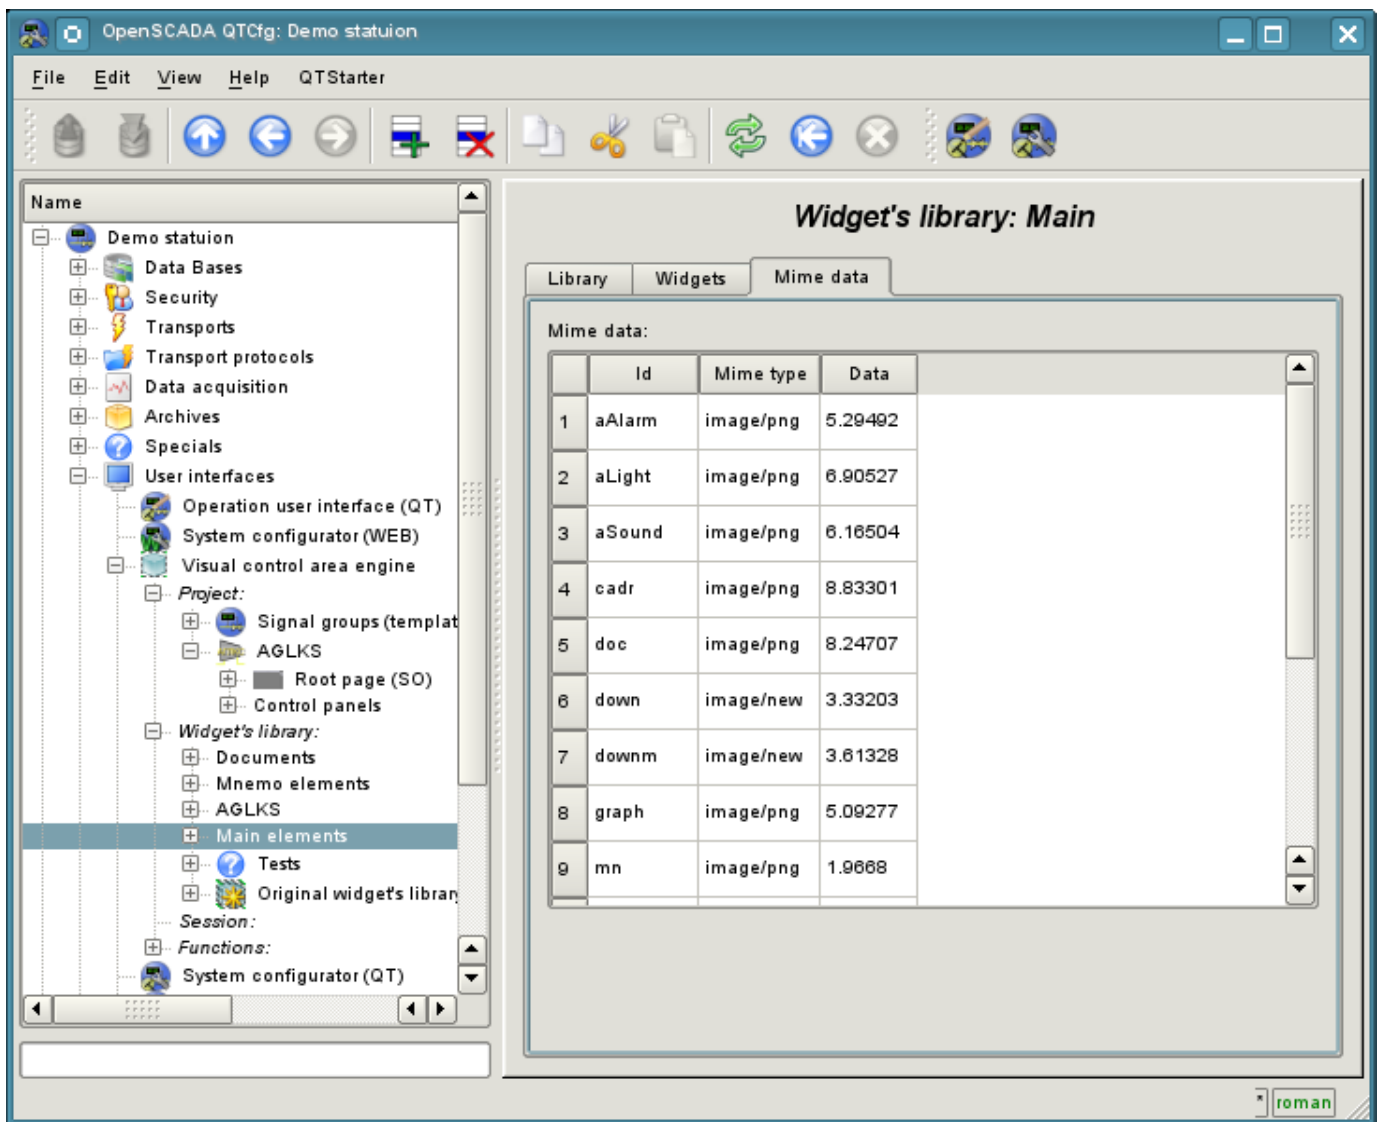 OpenSCADA QTCfg: Demo statuion
File Edit View Help QTStarter
Name
Demo statuion
Data Bases
Security
Transports
Transport protocols
Data acquisition
Archives
Specials
User interfaces
Operation user interface (QT)
System configurator (WEB)
Visual control area engine
Project:
Signal groups (templat
AGLKS
Root page (SO)
Control panels
Widget's library:
Documents
Mnemo elements
AGLKS
Main elements
Tests
Original widget's librar
Session:
Functions:
System configurator (QT)
Widget's library: Main
Library Widgets Mime data
Mime data:
Id Mime type Data
1 aAlarm image/png 5.29492
2 aLight image/png 6.90527
3 aSound image/png 6.16504
4 cadr image/png 8.83301
5 doc image/png 8.24707
6 down image/new 3.33203
7 downm image/new 3.61328
8 graph image/png 5.09277
9 mn image/png 1.9668
* roman